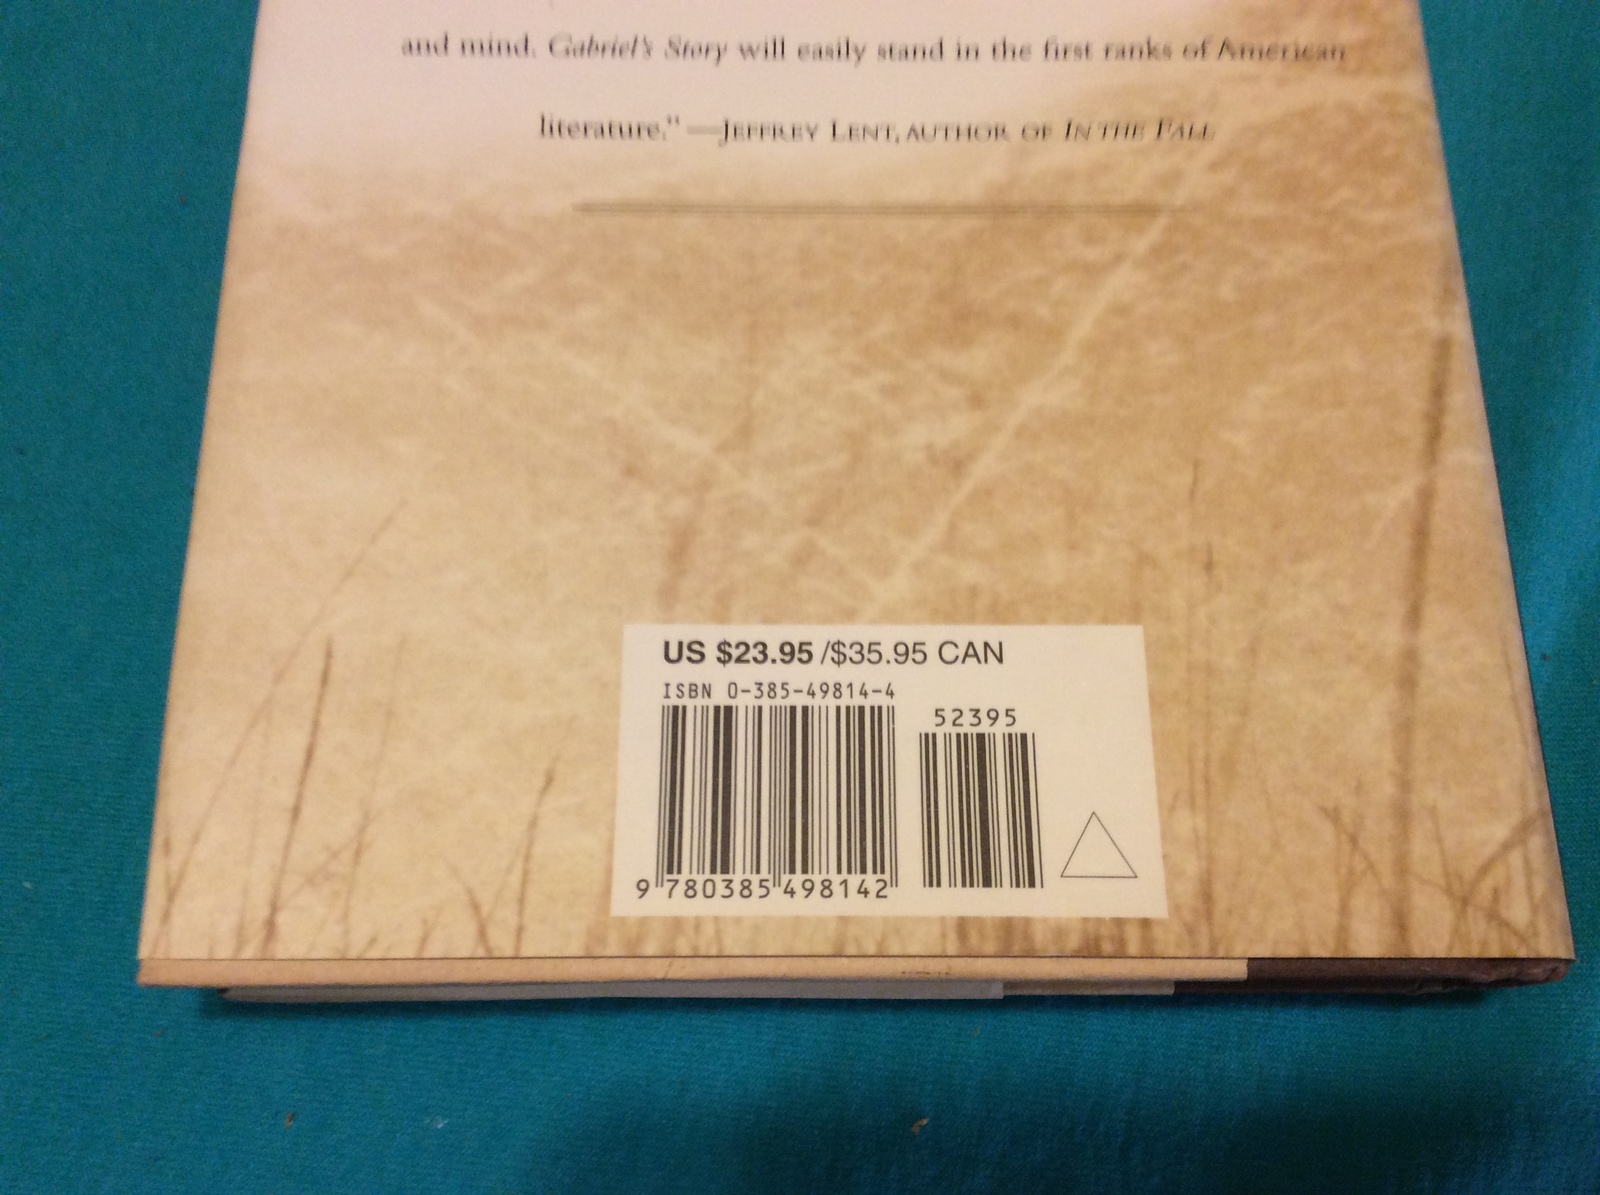 and mind. Gabriel's Story will easily stand in the first ranks of American
literature." —JEFFREY LENT, AUTHOR OF IN THE FALL
US $23.95 /$35.95 CAN
ISBN 0-385-49814-4
52395
9 780385 498142